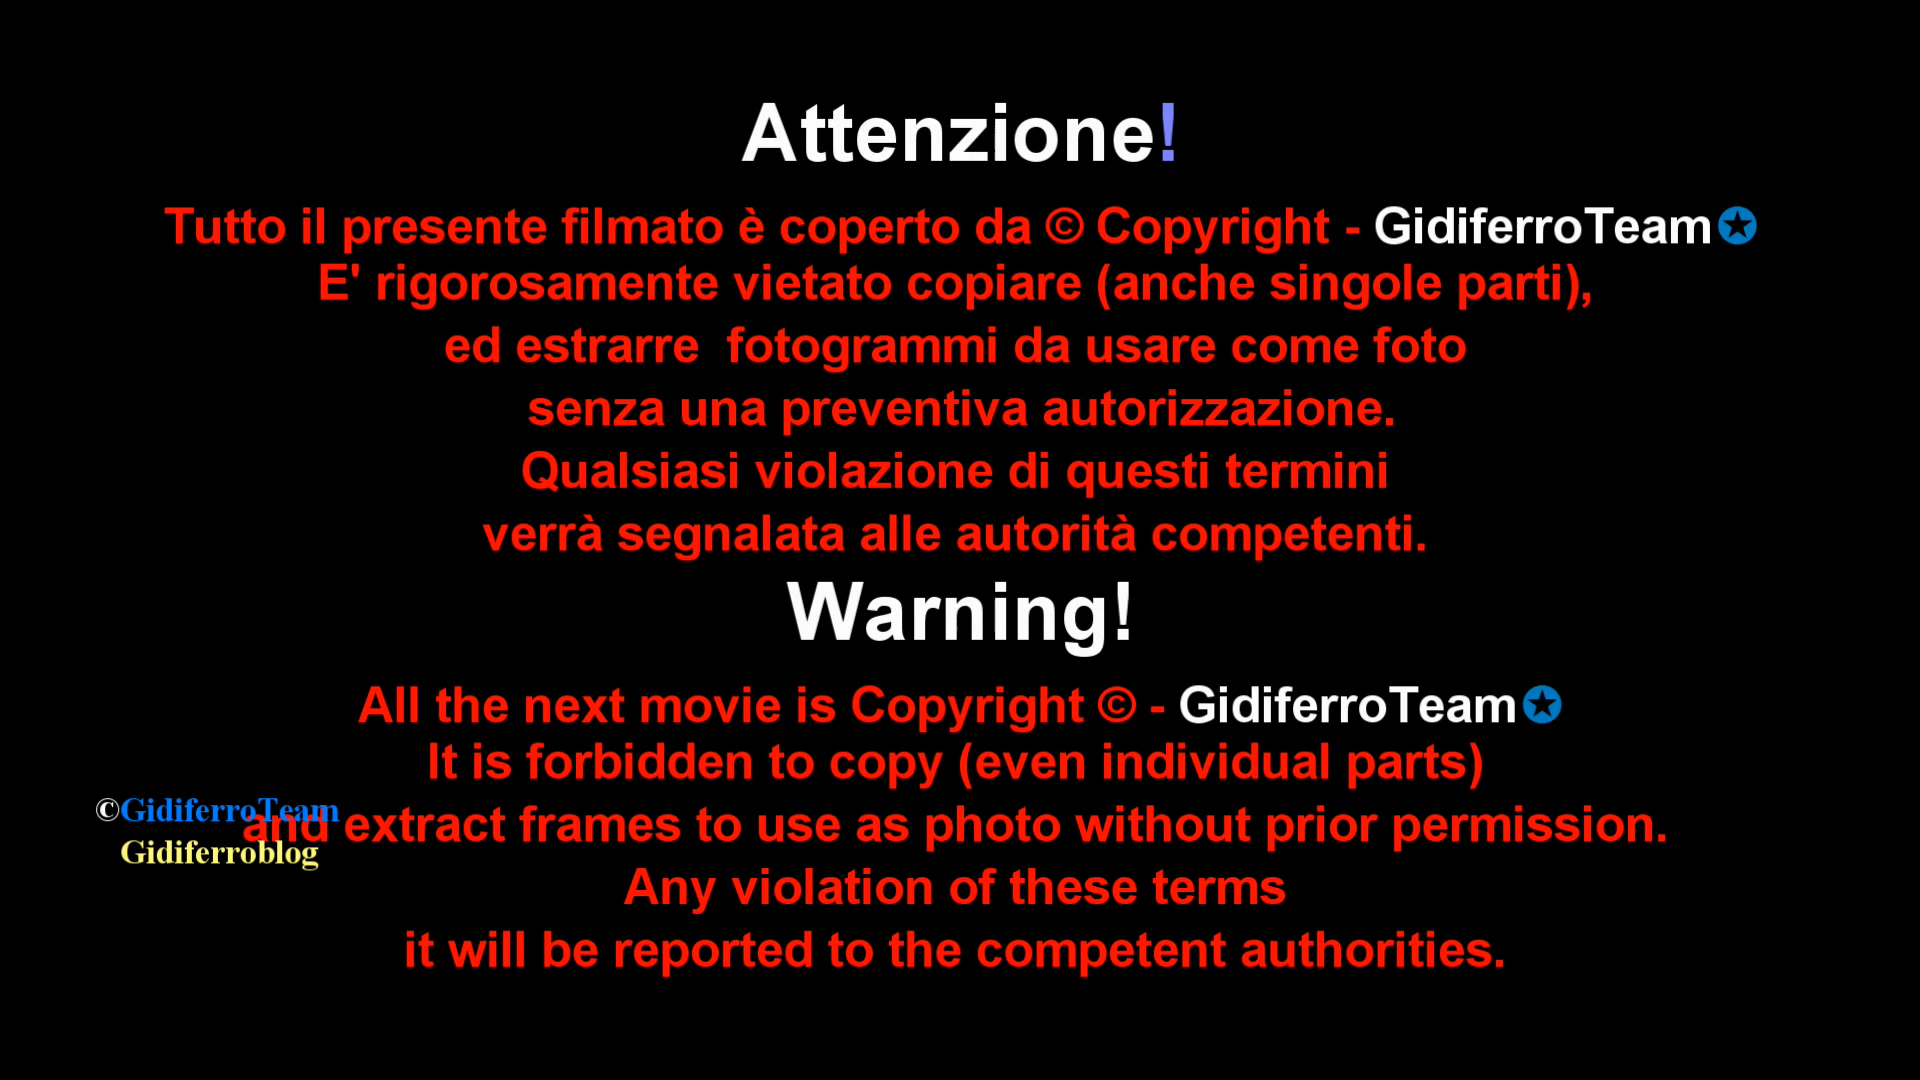 Attenzione!
Tutto il presente filmato è coperto da © Copyright - GidiferroTeam✪
E' rigorosamente vietato copiare (anche singole parti),
ed estrarre fotogrammi da usare come foto
senza una preventiva autorizzazione.
Qualsiasi violazione di questi termini
verrà segnalata alle autorità competenti.
Warning!
All the next movie is Copyright © - GidiferroTeam✪
It is forbidden to copy (even individual parts)
©GidiferroTeam
and extract frames to use as photo without prior permission.
Gidiferroblog
Any violation of these terms
it will be reported to the competent authorities.